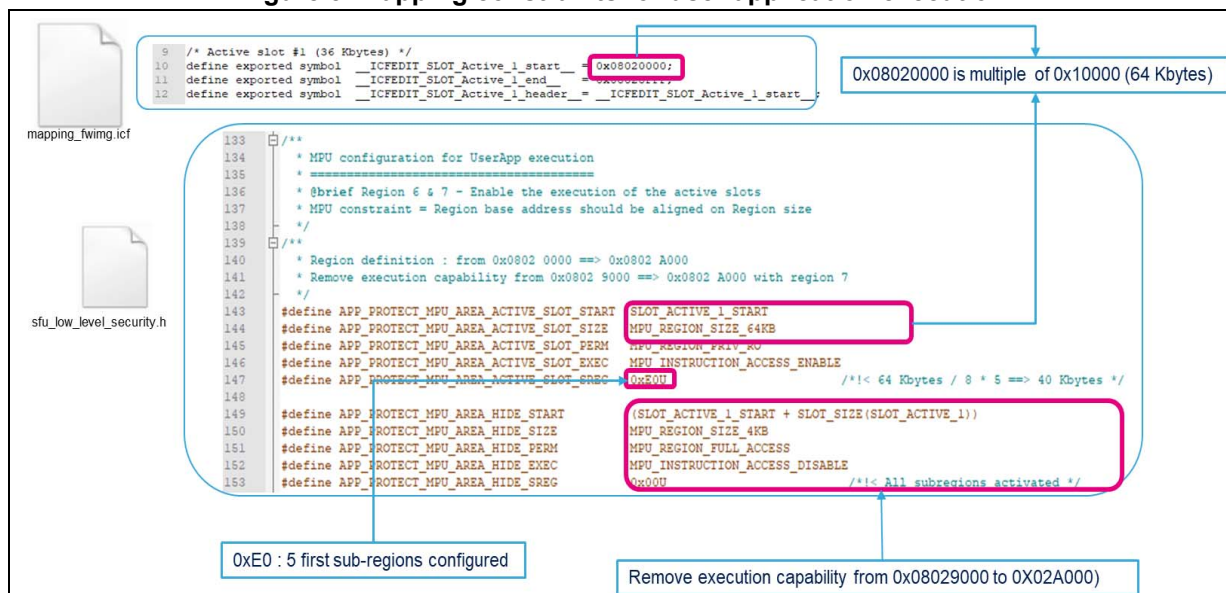 mapping_fwimg.icf
9 /* Active slot #1 (36 Kbytes) */
10 define exported symbol __ICFEDIT_SLOT_Active_1_start__ = 0x08020000;
11 define exported symbol __ICFEDIT_SLOT_Active_1_end__ =
12 define exported symbol __ICFEDIT_SLOT_Active_1_header__= __ICFEDIT_SLOT_Active_1_start__;
0x08020000 is multiple of 0x10000 (64 Kbytes)
sfu_low_level_security.h
133 /**
134 * MPU configuration for UserApp execution
135 * =======================================
136 * @brief Region 6 & 7 - Enable the execution of the active slots
137 * MPU constraint = Region base address should be aligned on Region size
138 */
139 /**
140 * Region definition : from 0x0802 0000 ==> 0x0802 A000
141 * Remove execution capability from 0x0802 9000 ==> 0x0802 A000 with region 7
142 */
143 #define APP_PROTECT_MPU_AREA_ACTIVE_SLOT_START SLOT_ACTIVE_1_START
144 #define APP_PROTECT_MPU_AREA_ACTIVE_SLOT_SIZE MPU_REGION_SIZE_64KB
145 #define APP_PROTECT_MPU_AREA_ACTIVE_SLOT_PERM MPU_REGION_PRIV_RO
146 #define APP_PROTECT_MPU_AREA_ACTIVE_SLOT_EXEC MPU_INSTRUCTION_ACCESS_ENABLE
147 #define APP_PROTECT_MPU_AREA_ACTIVE_SLOT_SREG 0xE0U /*!< 64 Kbytes / 8 * 5 ==> 40 Kbytes */
148
149 #define APP_PROTECT_MPU_AREA_HIDE_START (SLOT_ACTIVE_1_START + SLOT_SIZE(SLOT_ACTIVE_1))
150 #define APP_PROTECT_MPU_AREA_HIDE_SIZE MPU_REGION_SIZE_4KB
151 #define APP_PROTECT_MPU_AREA_HIDE_PERM MPU_REGION_FULL_ACCESS
152 #define APP_PROTECT_MPU_AREA_HIDE_EXEC MPU_INSTRUCTION_ACCESS_DISABLE
153 #define APP_PROTECT_MPU_AREA_HIDE_SREG 0x00U /*!< All subregions activated */
0xE0 : 5 first sub-regions configured
Remove execution capability from 0x08029000 to 0X02A000)